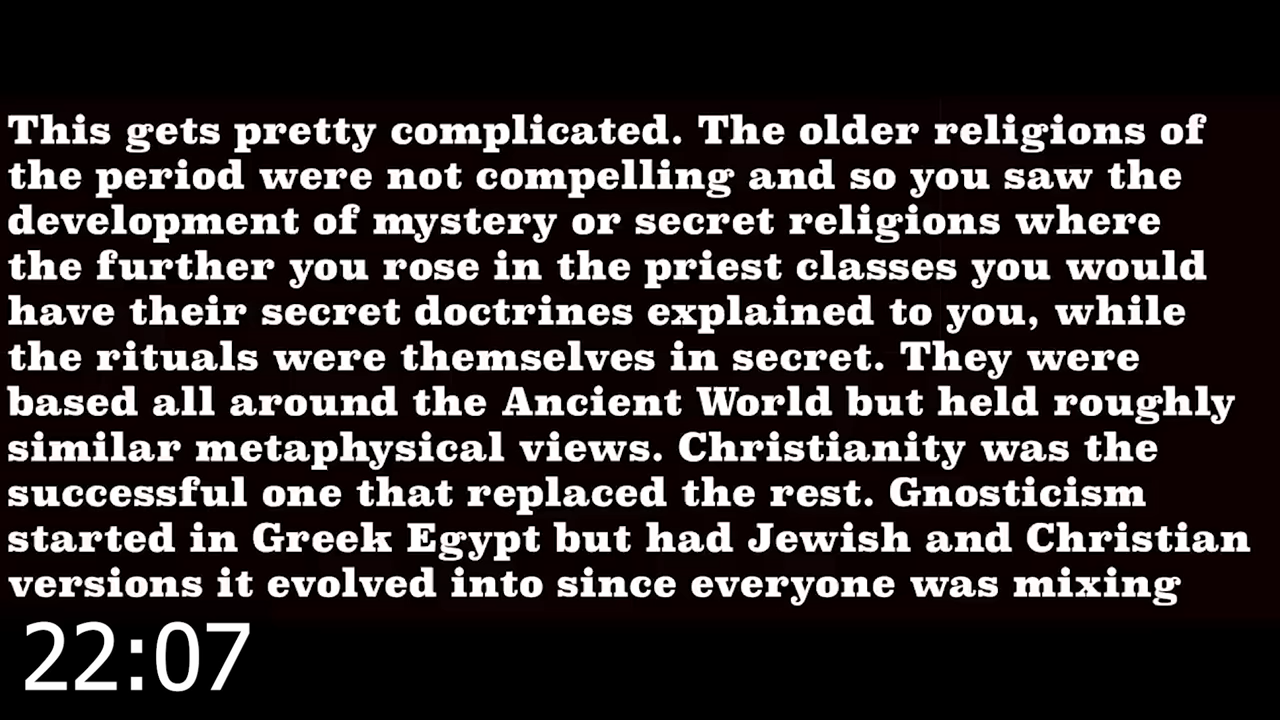 This gets pretty complicated. The older religions of
the period were not compelling and so you saw the
development of mystery or secret religions where
the further you rose in the priest classes you would
have their secret doctrines explained to you, while
the rituals were themselves in secret. They were
based all around the Ancient World but held roughly
similar metaphysical views. Christianity was the
successful one that replaced the rest. Gnosticism
started in Greek Egypt but had Jewish and Christian
versions it evolved into since everyone was mixing
22:07